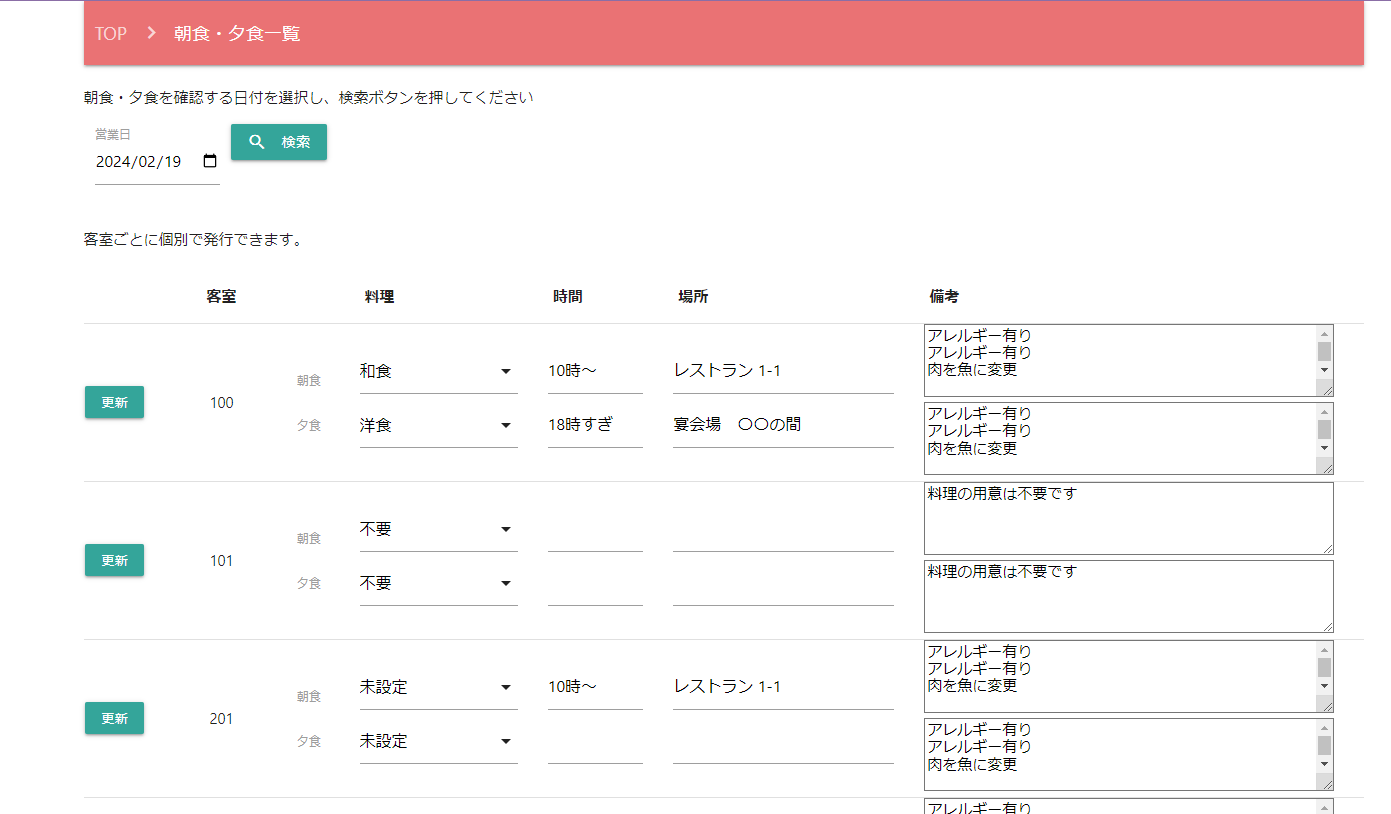 TOP > 朝食・夕食一覧
朝食・夕食を確認する日付を選択し、検索ボタンを押してください
営業日
2024/02/19
検索
客室ごとに個別で発行できます。
客室 料理 時間 場所 備考
更新 100
朝食 和食 10時～ レストラン 1-1
アレルギー有り
アレルギー有り
肉を魚に変更
夕食 洋食 18時すぎ 宴会場　〇〇の間
アレルギー有り
アレルギー有り
肉を魚に変更
更新 101
朝食 不要
料理の用意は不要です
夕食 不要
料理の用意は不要です
更新 201
朝食 未設定 10時～ レストラン 1-1
アレルギー有り
アレルギー有り
肉を魚に変更
夕食 未設定
アレルギー有り
アレルギー有り
肉を魚に変更
アレルギー有り